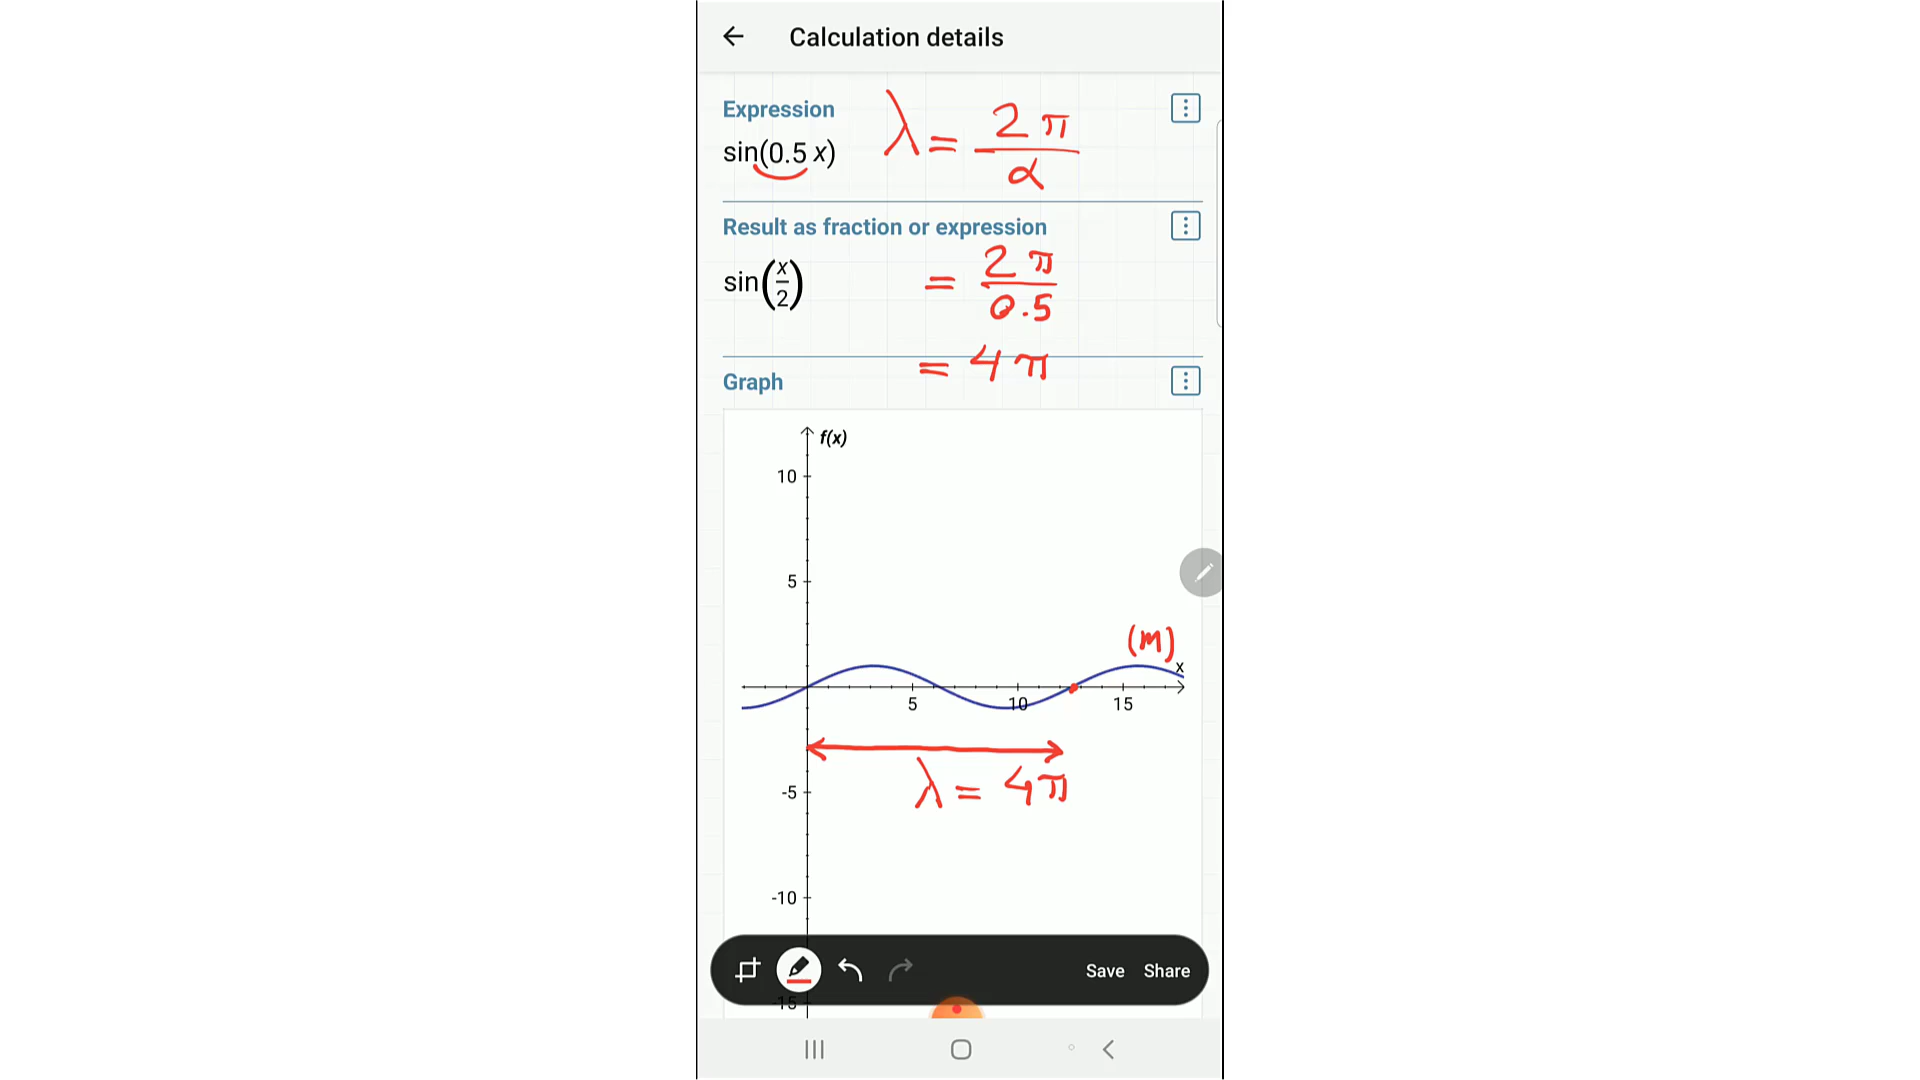 Calculation details
Expression
sin(0.5 x)
λ = 2π/α
Result as fraction or expression
sin(x/2)
= 2π/0.5
= 4π
Graph
f(x)
10
5
(M)
x
5 10 15
λ = 4π
-5
-10
Save Share
-15